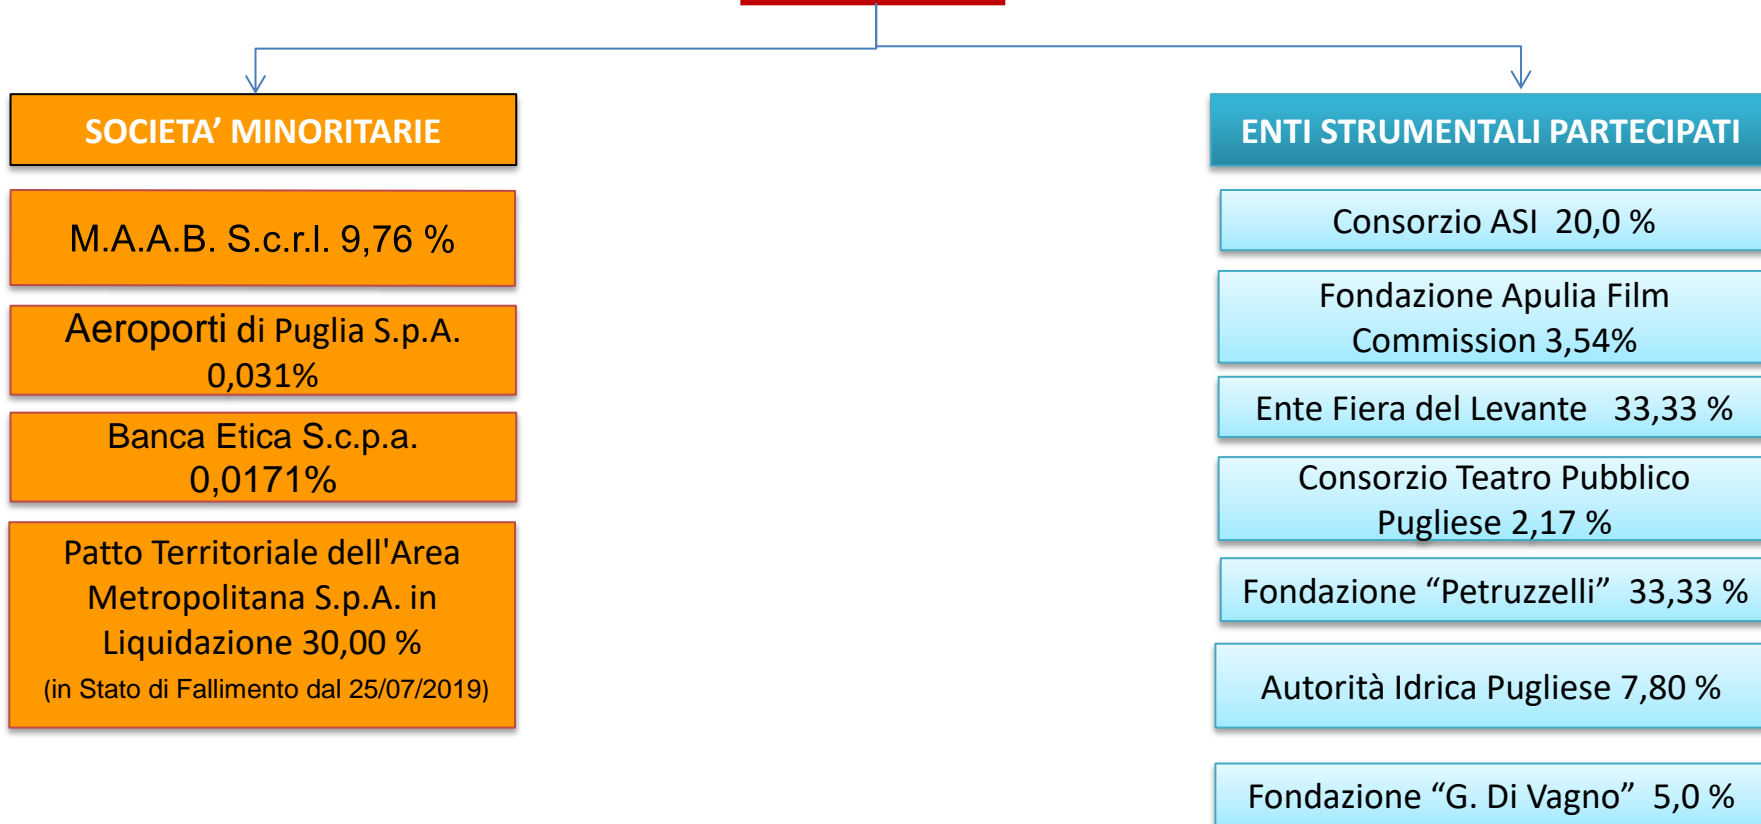 SOCIETA’ MINORITARIE
M.A.A.B. S.c.r.l. 9,76 %
Aeroporti di Puglia S.p.A.
0,031%
Banca Etica S.c.p.a.
0,0171%
Patto Territoriale dell'Area
Metropolitana S.p.A. in
Liquidazione 30,00 %
(in Stato di Fallimento dal 25/07/2019)
ENTI STRUMENTALI PARTECIPATI
Consorzio ASI 20,0 %
Fondazione Apulia Film
Commission 3,54%
Ente Fiera del Levante 33,33 %
Consorzio Teatro Pubblico
Pugliese 2,17 %
Fondazione “Petruzzelli” 33,33 %
Autorità Idrica Pugliese 7,80 %
Fondazione “G. Di Vagno” 5,0 %